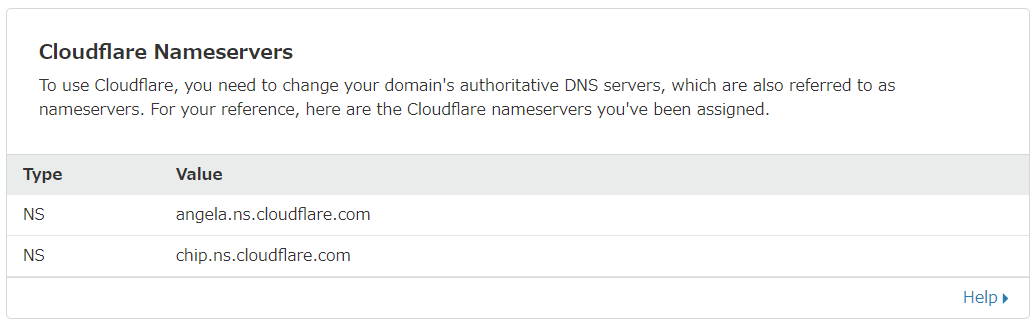 Cloudflare Nameservers
To use Cloudflare, you need to change your domain's authoritative DNS servers, which are also referred to as
nameservers. For your reference, here are the Cloudflare nameservers you've been assigned.
Type Value
NS angela.ns.cloudflare.com
NS chip.ns.cloudflare.com
Help